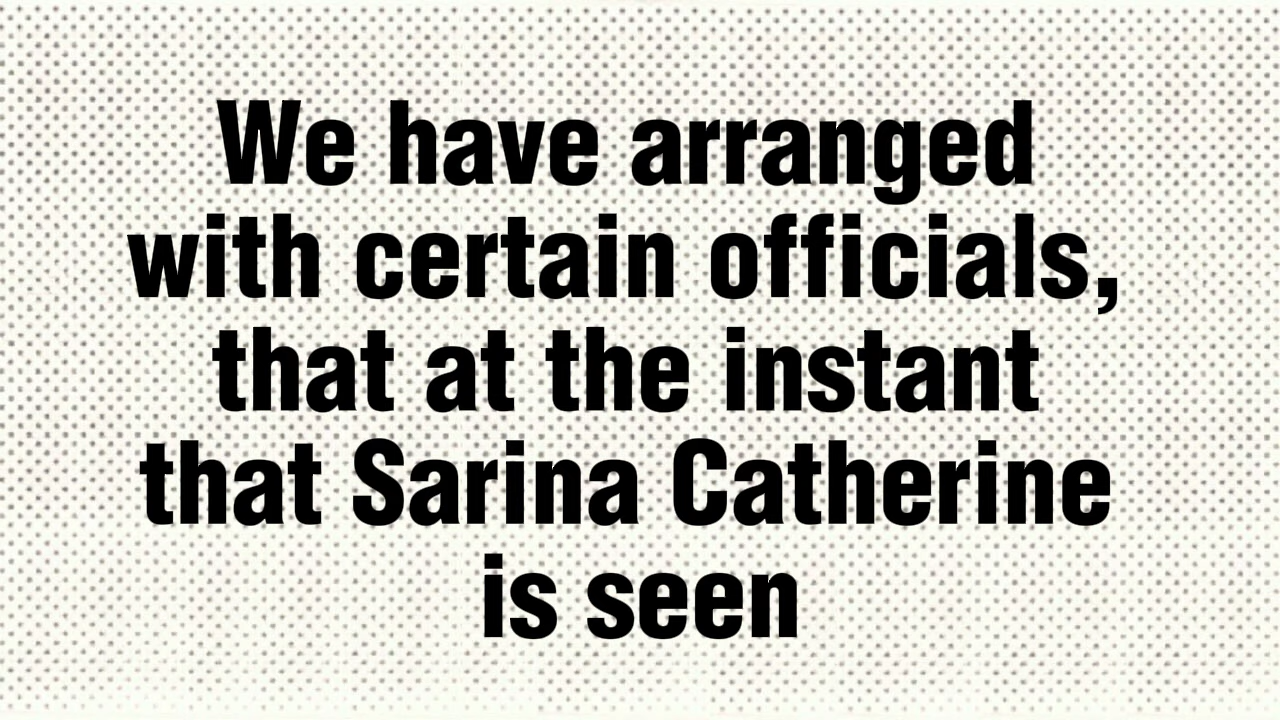 We have arranged
with certain officials,
that at the instant
that Sarina Catherine
is seen